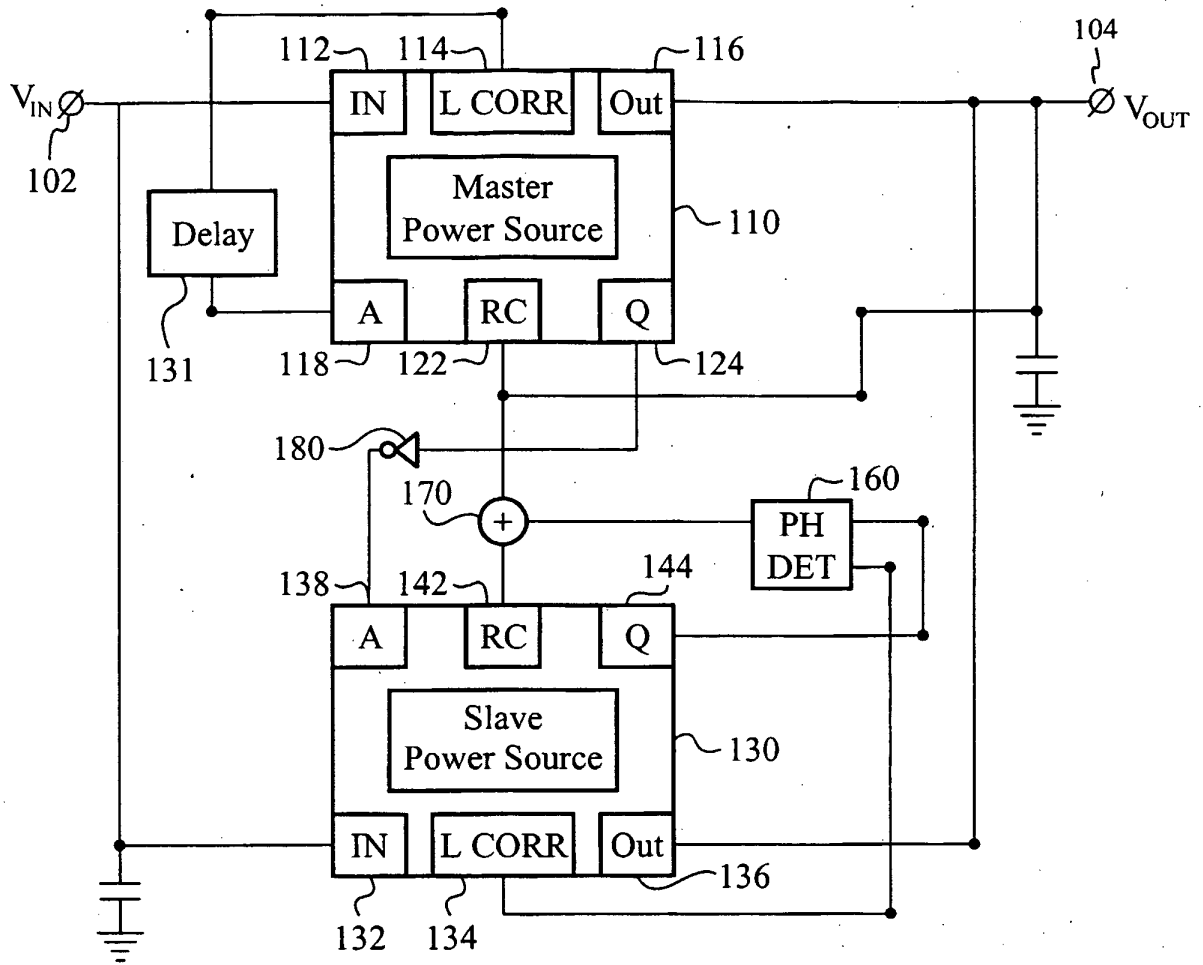 112 114 116 104
V_IN IN L CORR Out V_OUT
102
Master
Power Source
110
Delay
131
A RC Q
118 122 124
180
170
160
PH
DET
+
138 142 144
A RC Q
Slave
Power Source
130
IN L CORR Out
132 134 136